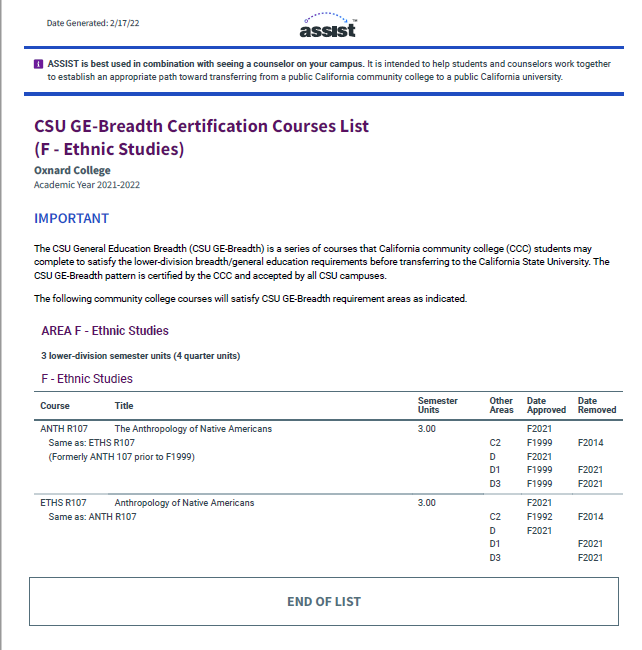 Date Generated: 2/17/22
assist™
i ASSIST is best used in combination with seeing a counselor on your campus. It is intended to help students and counselors work together
to establish an appropriate path toward transferring from a public California community college to a public California university.
CSU GE-Breadth Certification Courses List
(F - Ethnic Studies)
Oxnard College
Academic Year 2021-2022
IMPORTANT
The CSU General Education Breadth (CSU GE-Breadth) is a series of courses that California community college (CCC) students may
complete to satisfy the lower-division breadth/general education requirements before transferring to the California State University. The
CSU GE-Breadth pattern is certified by the CCC and accepted by all CSU campuses.
The following community college courses will satisfy CSU GE-Breadth requirement areas as indicated.
AREA F - Ethnic Studies
3 lower-division semester units (4 quarter units)
F - Ethnic Studies
Course Title Semester Units Other Areas Date Approved Date Removed
ANTH R107 The Anthropology of Native Americans 3.00 F2021
Same as: ETHS R107 C2 F1999 F2014
(Formerly ANTH 107 prior to F1999) D F2021
D1 F1999 F2021
D3 F1999 F2021
ETHS R107 Anthropology of Native Americans 3.00 F2021
Same as: ANTH R107 C2 F1992 F2014
D F2021
D1 F2021
D3 F2021
END OF LIST